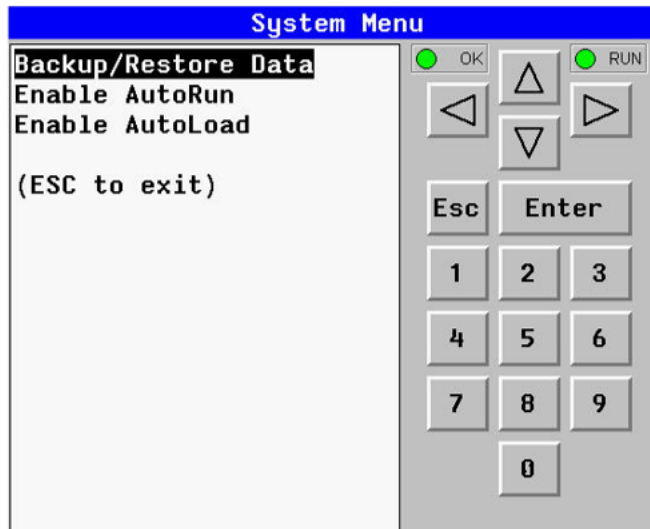 System Menu
Backup/Restore Data
Enable AutoRun
Enable AutoLoad
(ESC to exit)
OK
RUN
Esc
Enter
1
2
3
4
5
6
7
8
9
0